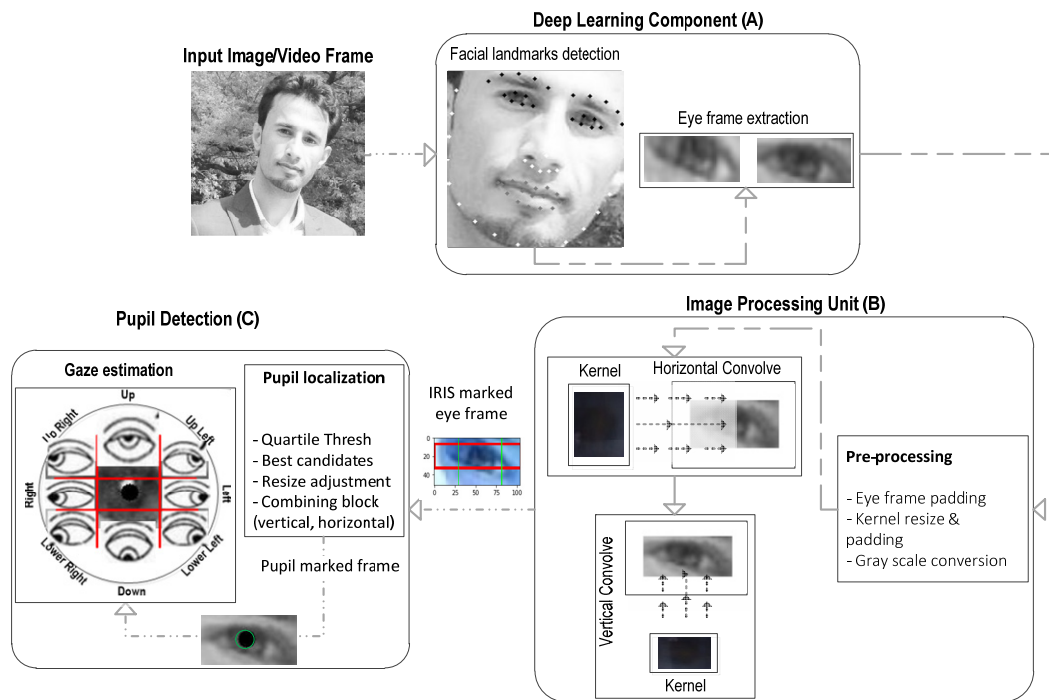 Deep Learning Component (A)
Input Image/Video Frame
Facial landmarks detection
Eye frame extraction
Image Processing Unit (B)
Pupil Detection (C)
Gaze estimation
Up
Up Right
Up Left
Right
Left
Lower Right
Lower Left
Down
Pupil localization
- Quartile Thresh
- Best candidates
- Resize adjustment
- Combining block
(vertical, horizontal)
Pupil marked frame
IRIS marked
eye frame
0
20
40
0
25
50
75
100
Kernel
Horizontal Convolve
Vertical Convolve
Kernel
Pre-processing
- Eye frame padding
- Kernel resize &
padding
- Gray scale conversion